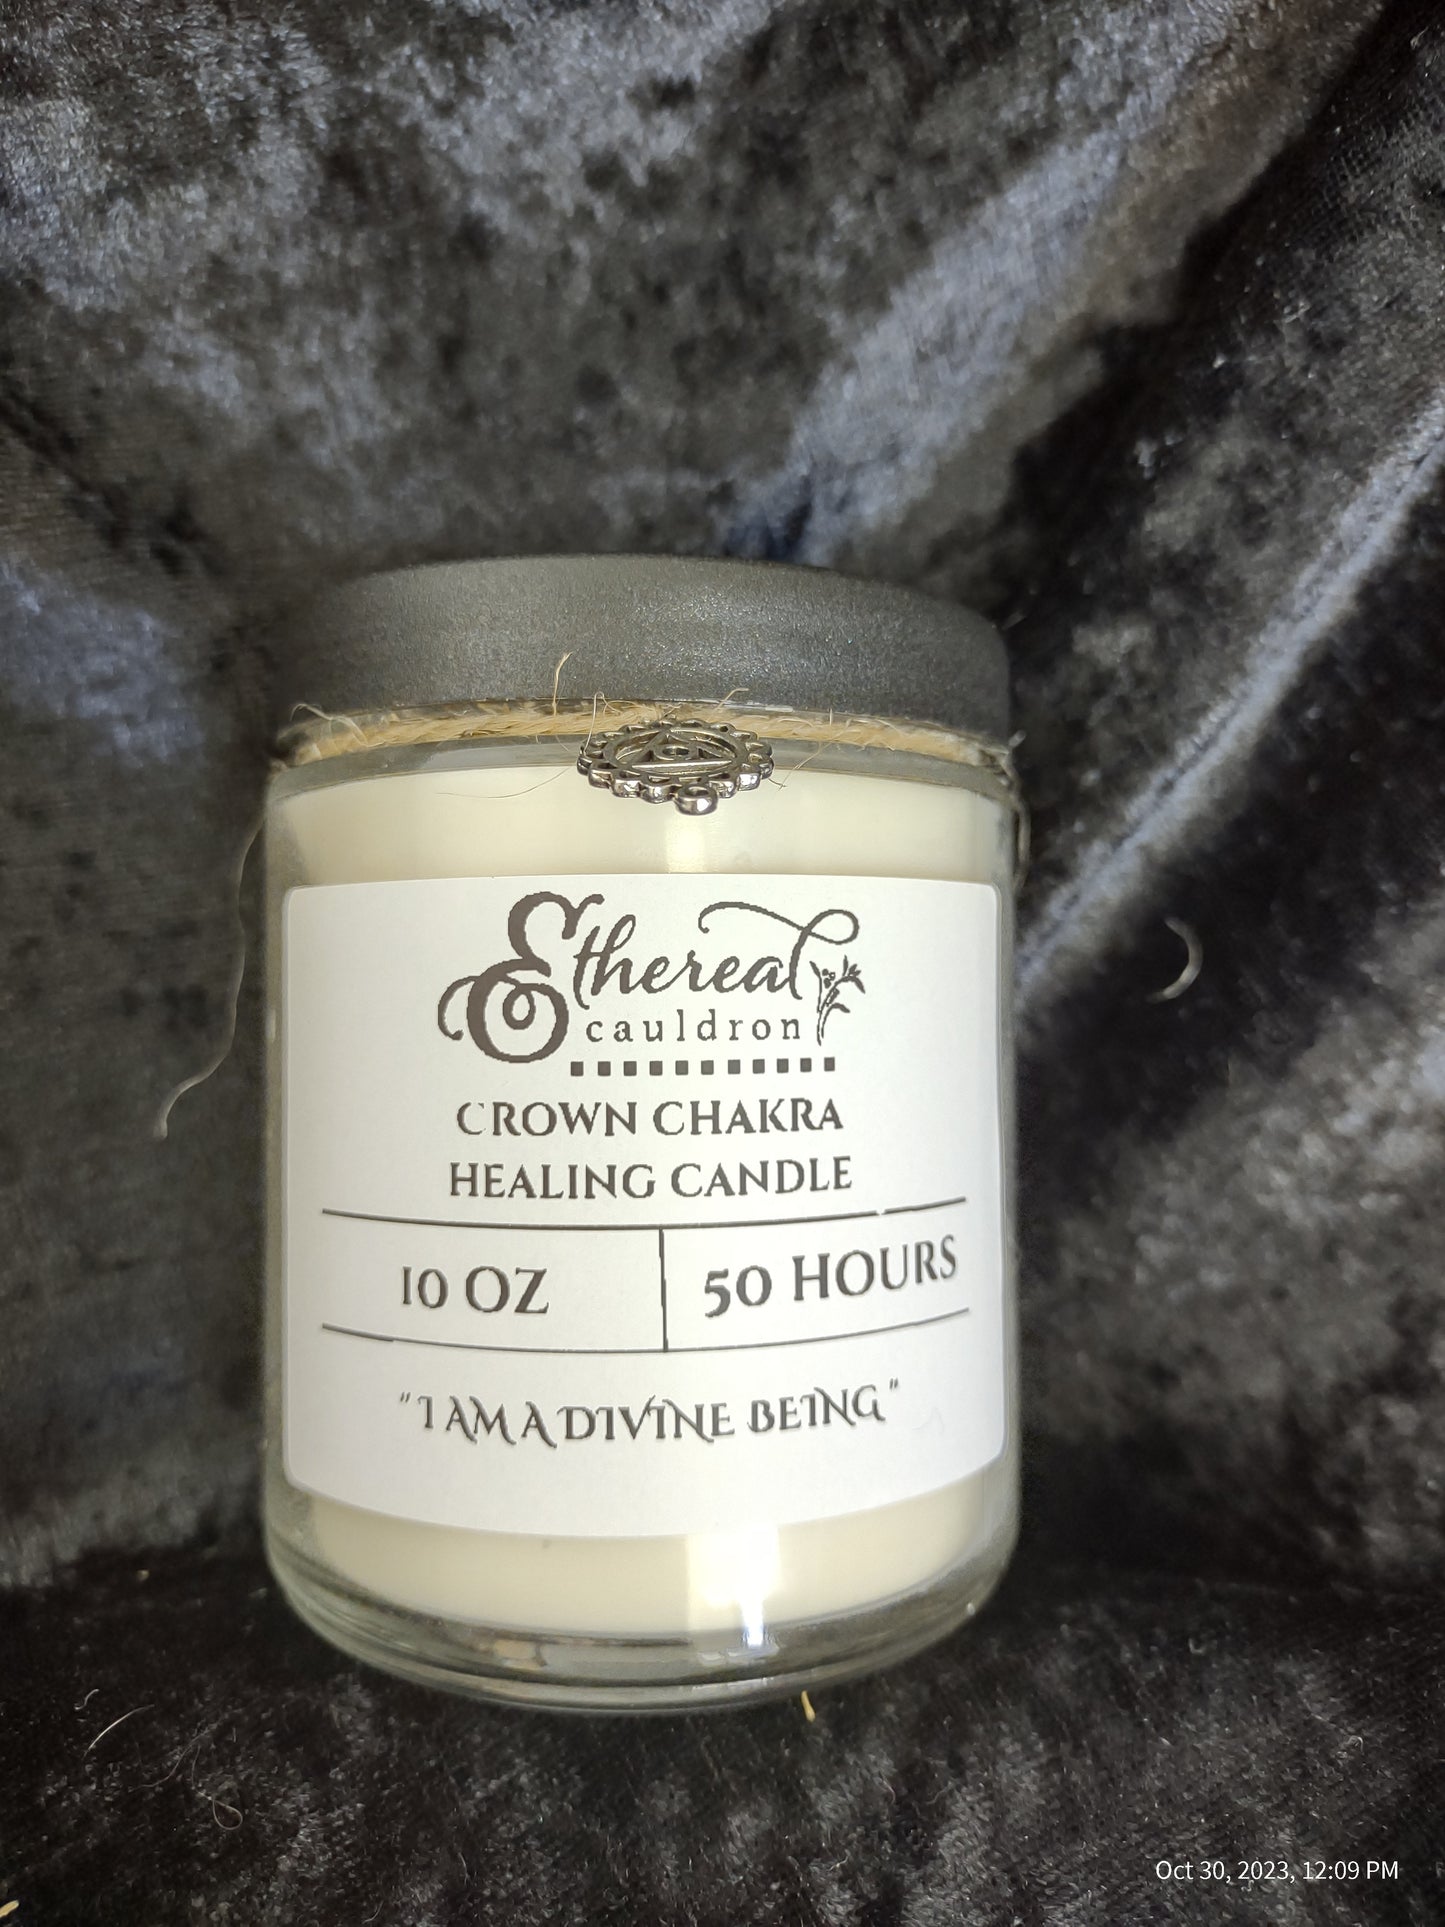 Ethereal
cauldron
CROWN CHAKRA
HEALING CANDLE
10 OZ
50 HOURS
"I AM A DIVINE BEING"
Oct 30, 2023, 12:09 PM